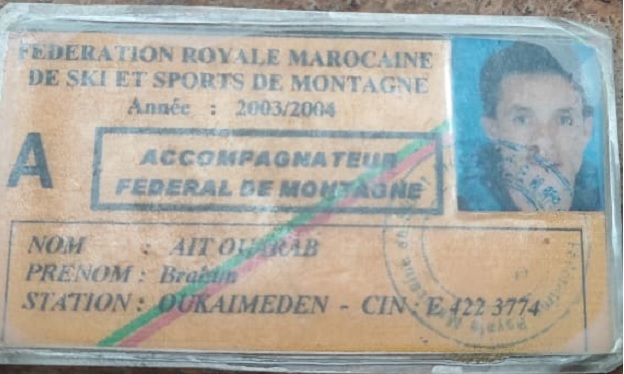 FEDERATION ROYALE MAROCAINE
DE SKI ET SPORTS DE MONTAGNE
Année : 2003/2004
A
ACCOMPAGNATEUR
FEDERAL DE MONTAGNE
NOM : AIT OUARAB
PRENOM : Brahim
STATION : OUKAIMEDEN - CIN : E 422 3774